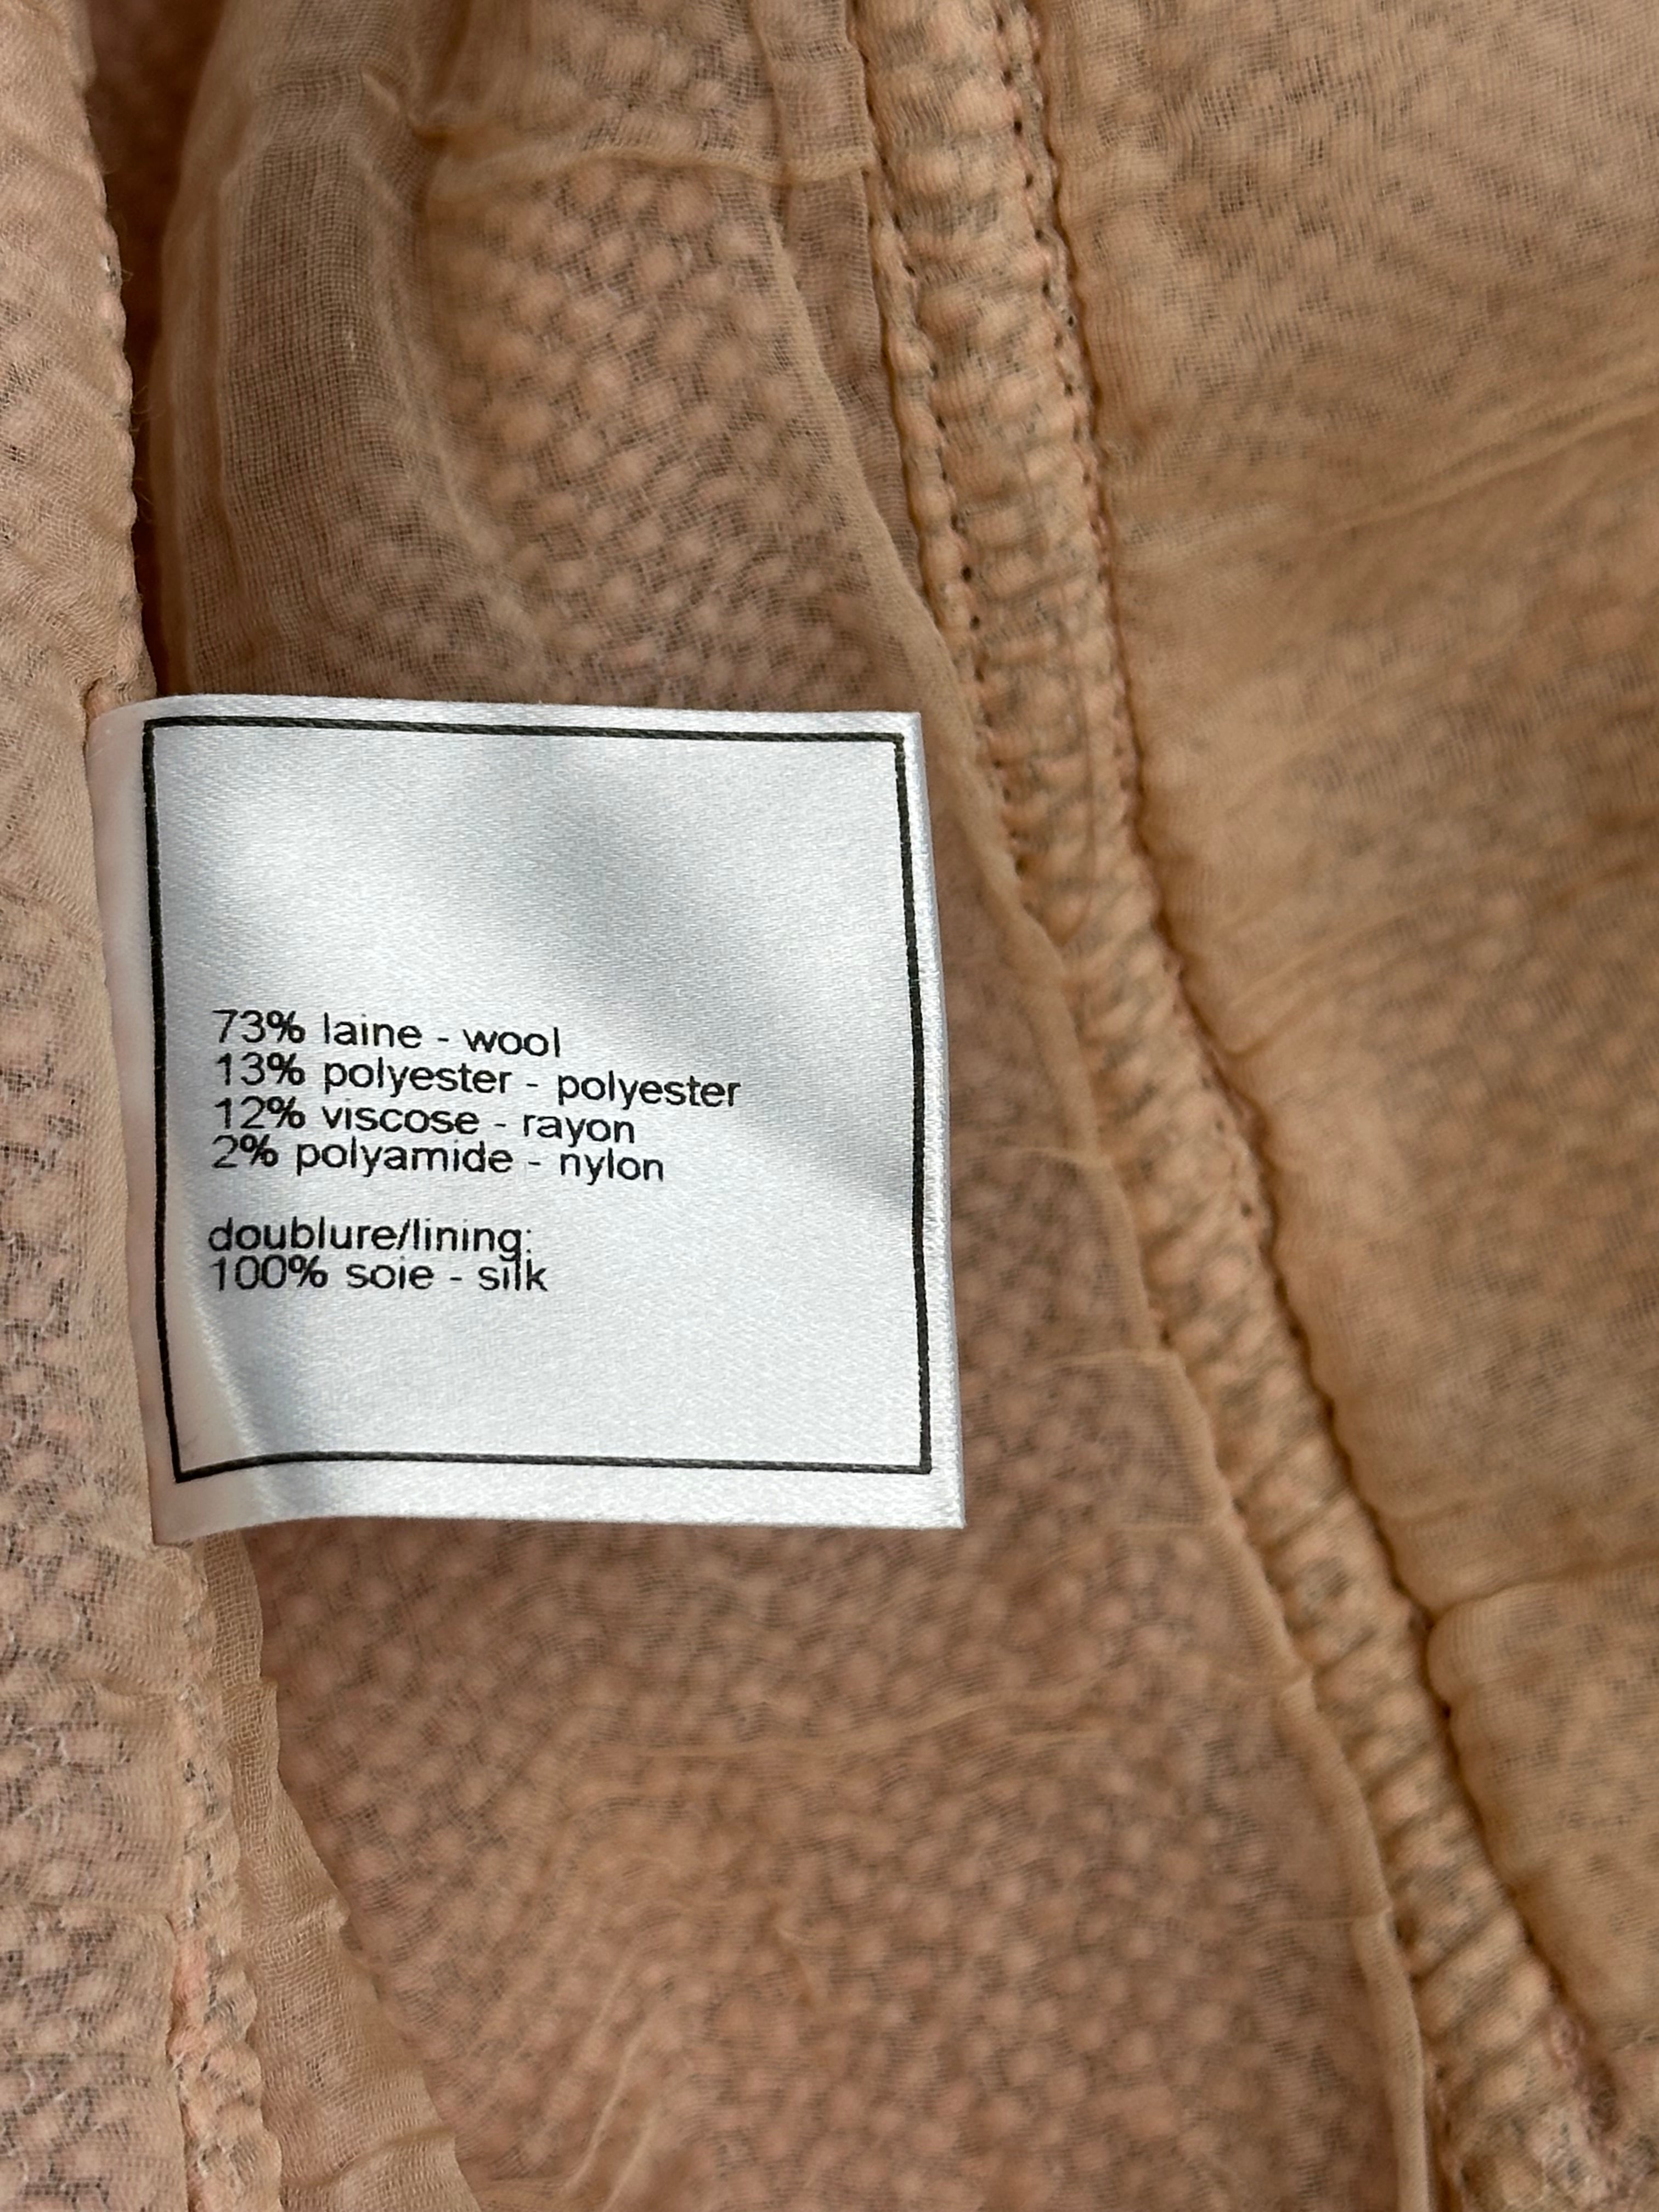 73% laine - wool
13% polyester - polyester
12% viscose - rayon
2% polyamide - nylon
doublure/lining:
100% soie - silk